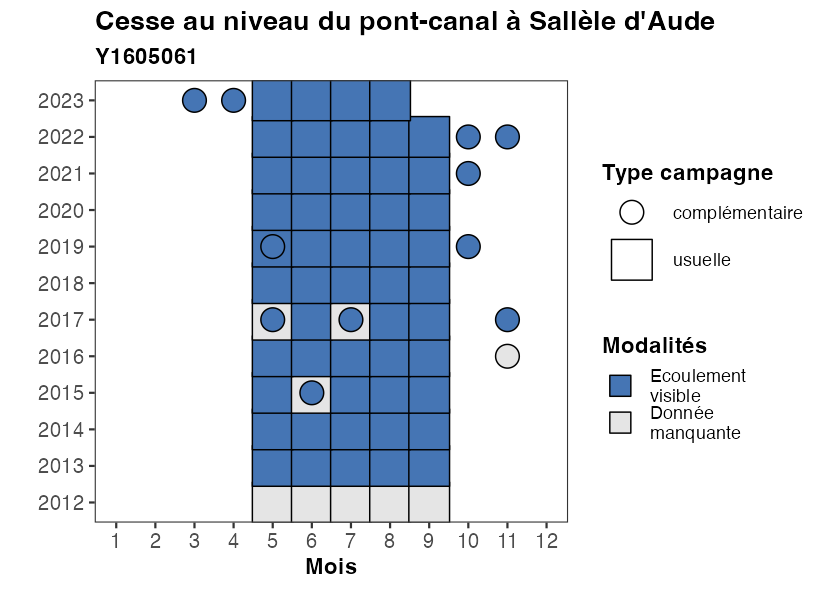 Cesse au niveau du pont-canal à Sallèle d'Aude
Y1605061
2023
2022
2021
2020
2019
2018
2017
2016
2015
2014
2013
2012
1 2 3 4 5 6 7 8 9 10 11 12
Mois
Type campagne
complémentaire
usuelle
Modalités
Ecoulement
visible
Donnée
manquante